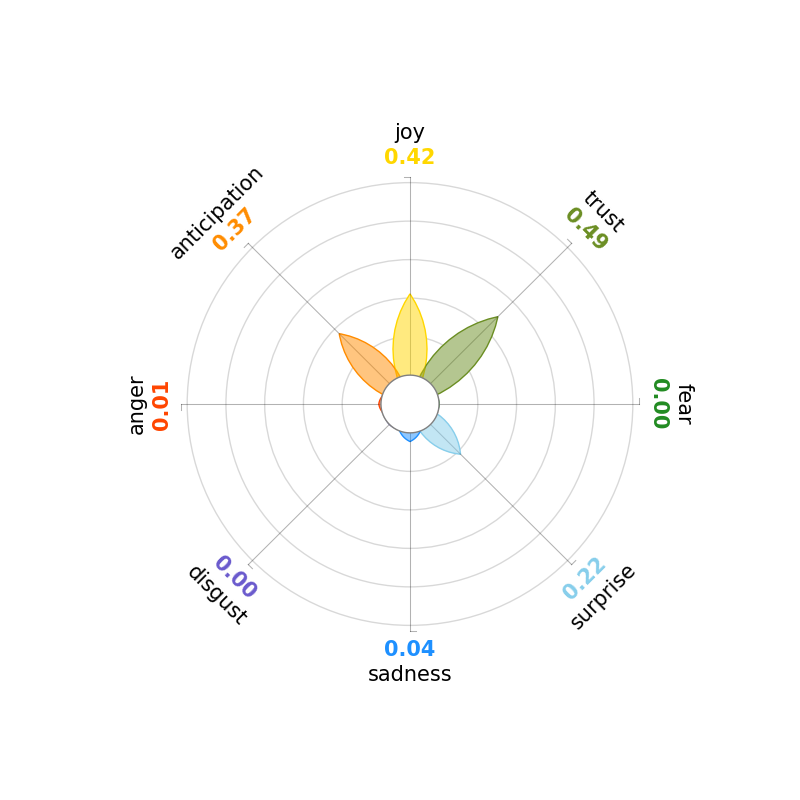 joy
0.42
trust
0.49
fear
0.00
surprise
0.22
0.04
sadness
0.00
disgust
anger
0.01
anticipation
0.37